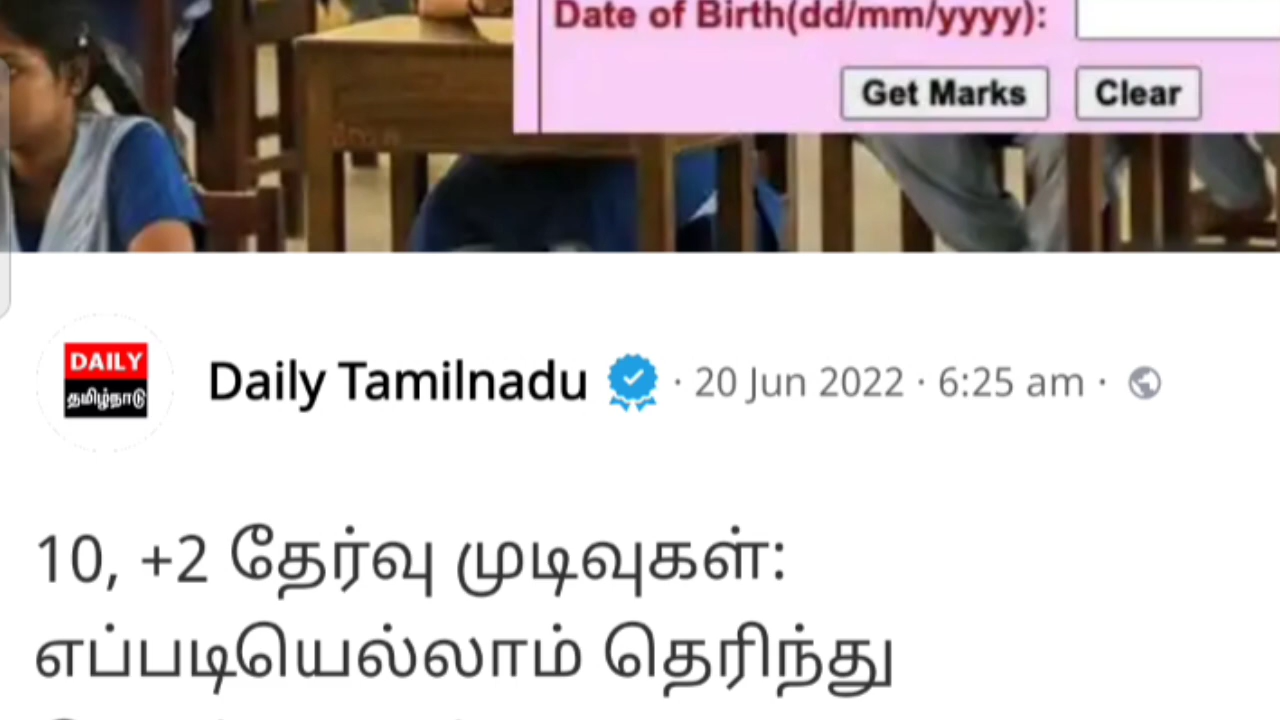 Date of Birth(dd/mm/yyyy):
Get Marks Clear
DAILY
தமிழ்நாடு
Daily Tamilnadu · 20 Jun 2022 · 6:25 am ·
10, +2 தேர்வு முடிவுகள்:
எப்படியெல்லாம் தெரிந்து